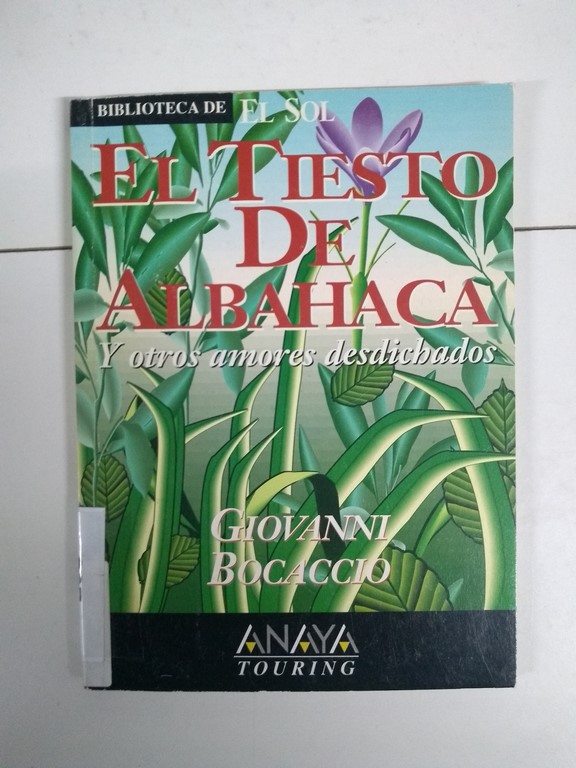 BIBLIOTECA DE EL SOL
EL TIESTO
DE
ALBAHACA
Y otros amores desdichados
GIOVANNI
BOCACCIO
ANAYA
TOURING